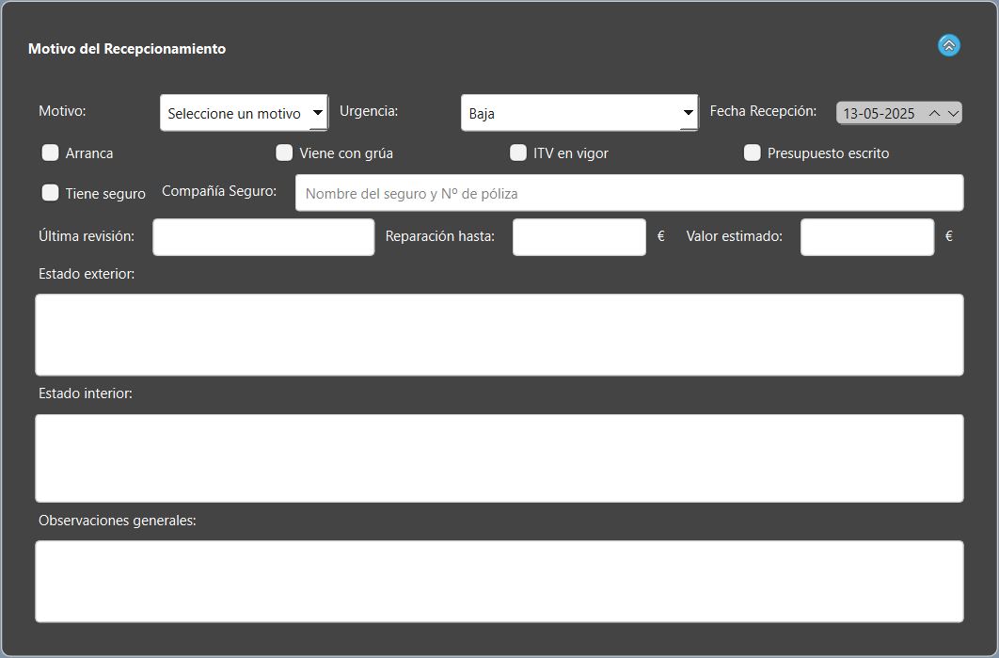 Motivo del Recepcionamiento
Motivo: Seleccione un motivo Urgencia: Baja Fecha Recepción: 13-05-2025
Arranca Viene con grúa ITV en vigor Presupuesto escrito
Tiene seguro Compañía Seguro: Nombre del seguro y Nº de póliza
Última revisión: Reparación hasta: € Valor estimado: €
Estado exterior:
Estado interior:
Observaciones generales: